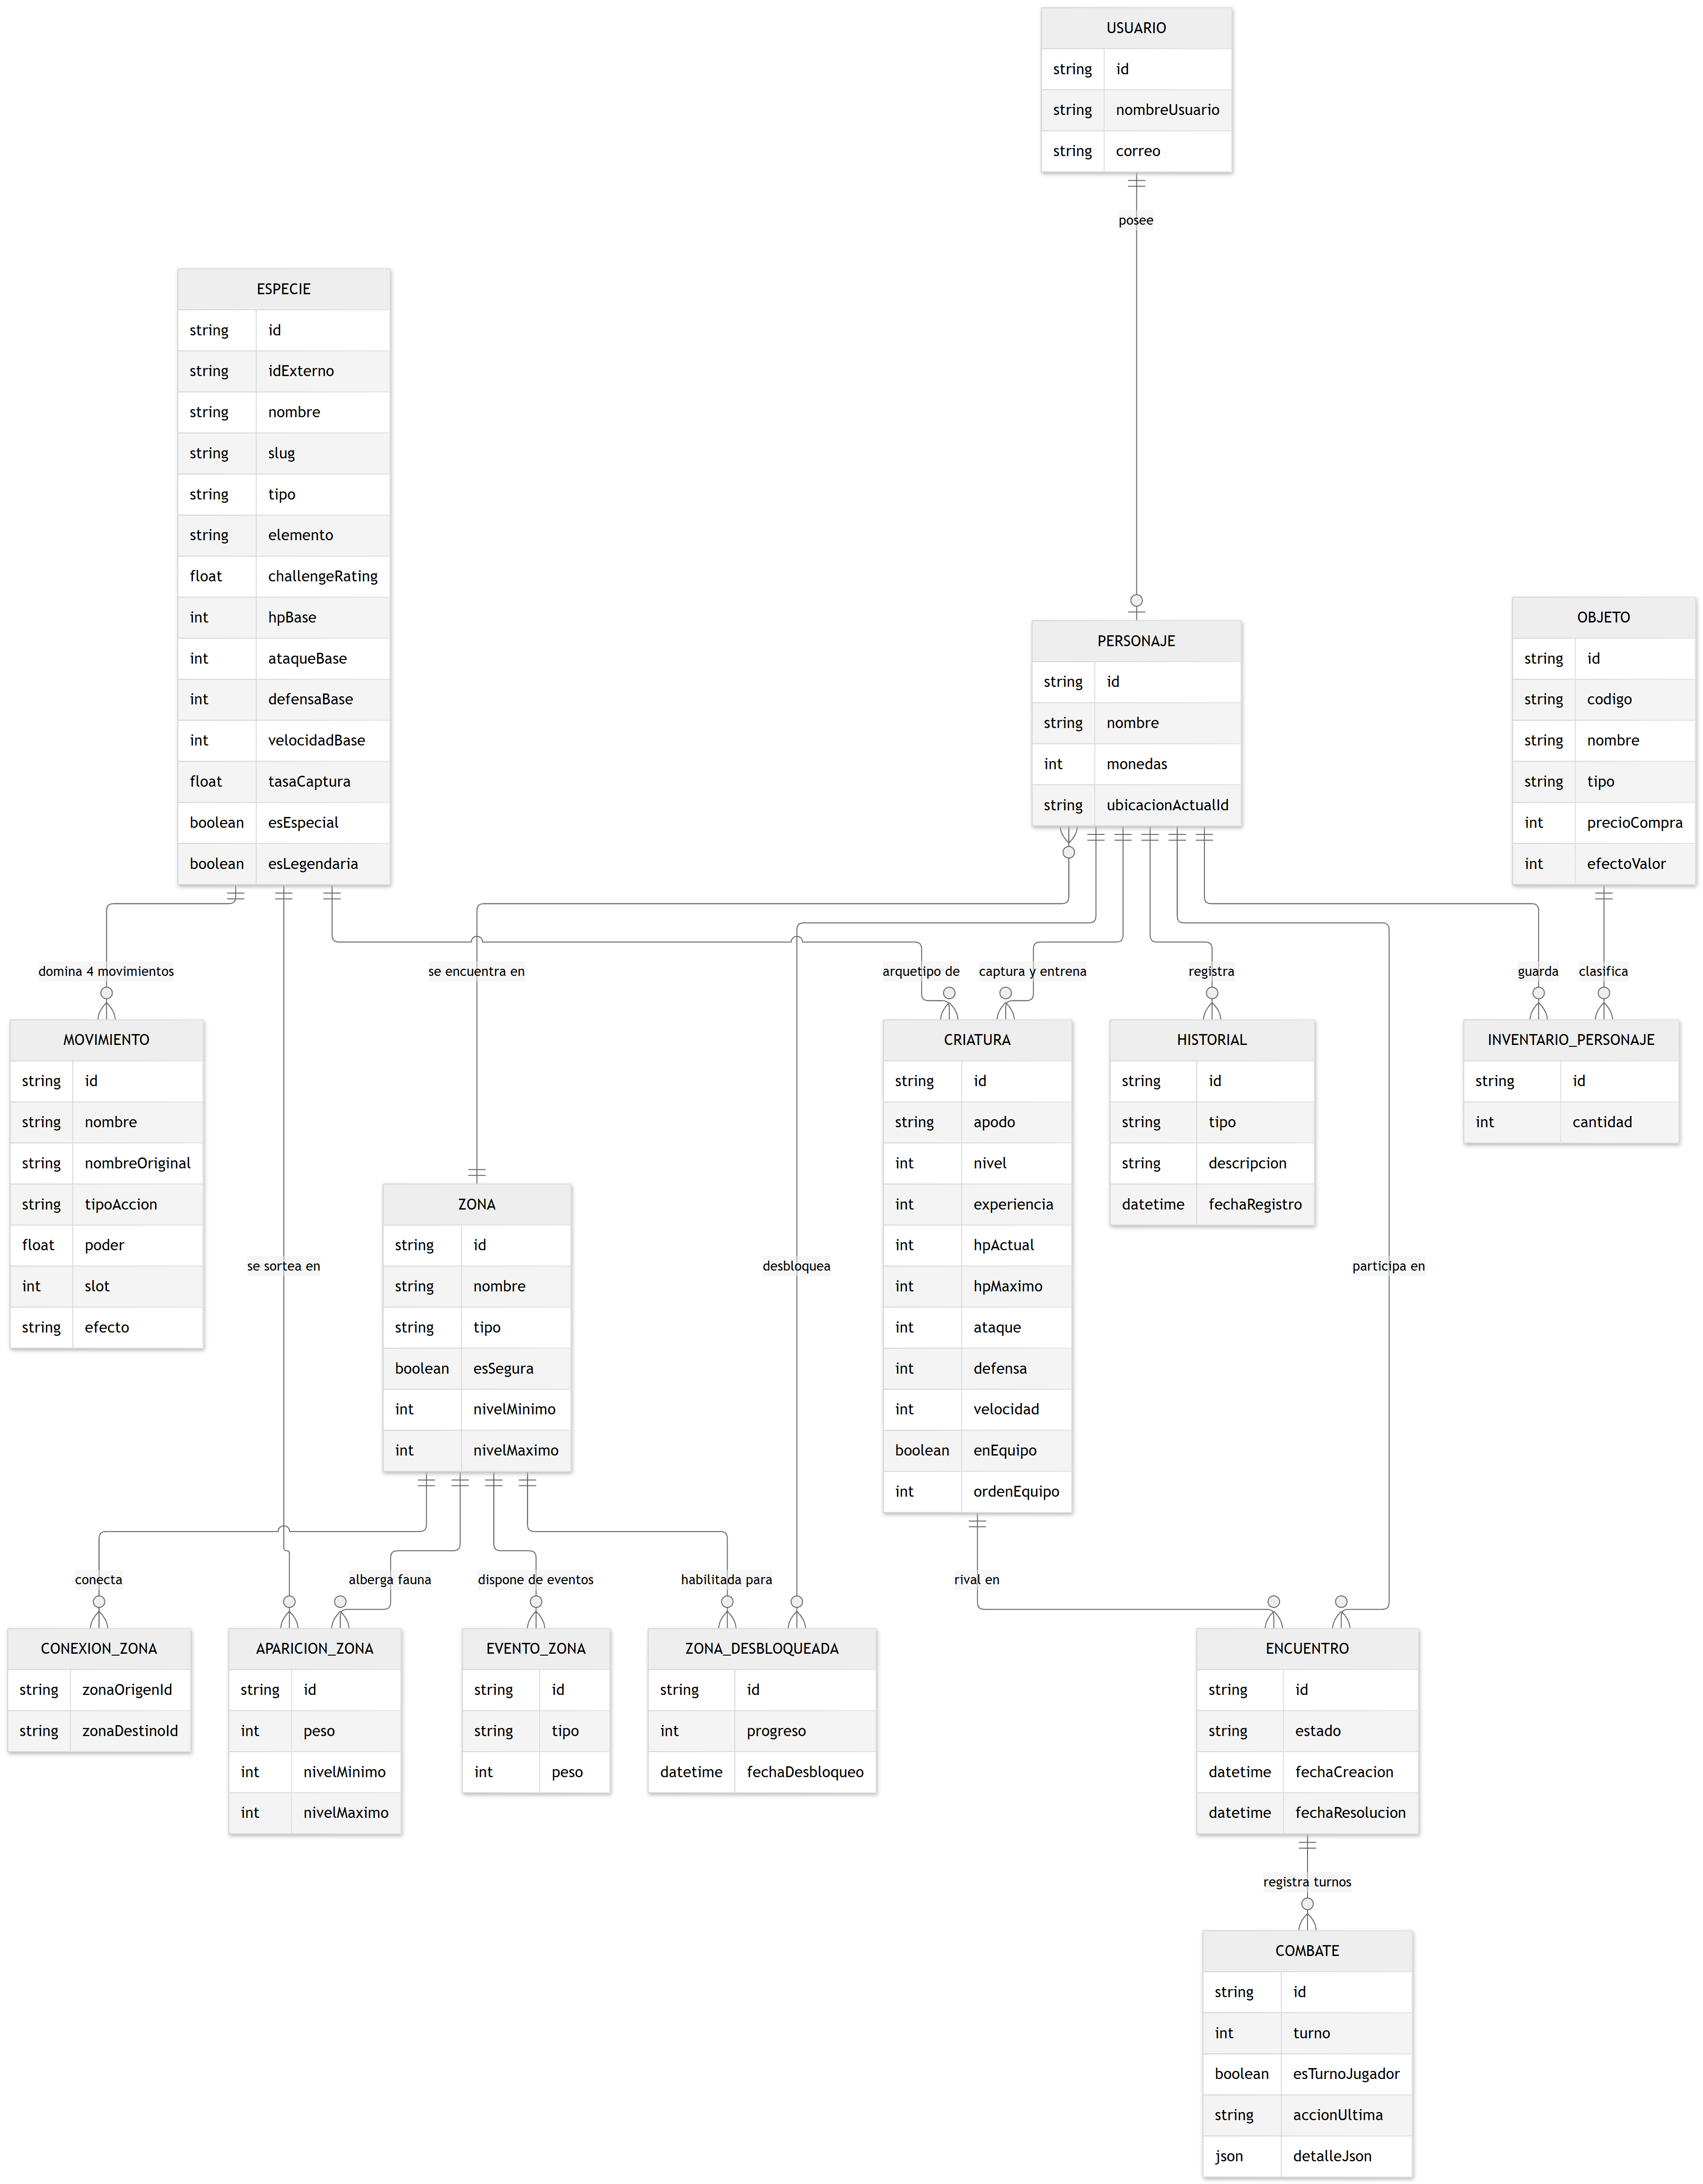 USUARIO
string id
string nombreUsuario
string correo
posee
ESPECIE
string id
string idExterno
string nombre
string slug
string tipo
string elemento
float challengeRating
int hpBase
int ataqueBase
int defensaBase
int velocidadBase
float tasaCaptura
boolean esEspecial
boolean esLegendaria
PERSONAJE
string id
string nombre
int monedas
string ubicacionActualId
OBJETO
string id
string codigo
string nombre
string tipo
int precioCompra
int efectoValor
domina 4 movimientos
se encuentra en
arquetipo de
captura y entrena
registra
guarda
clasifica
MOVIMIENTO
string id
string nombre
string nombreOriginal
string tipoAccion
float poder
int slot
string efecto
CRIATURA
string id
string apodo
int nivel
int experiencia
int hpActual
int hpMaximo
int ataque
int defensa
int velocidad
boolean enEquipo
int ordenEquipo
HISTORIAL
string id
string tipo
string descripcion
datetime fechaRegistro
INVENTARIO_PERSONAJE
string id
int cantidad
ZONA
string id
string nombre
string tipo
boolean esSegura
int nivelMinimo
int nivelMaximo
se sortea en
desbloquea
participa en
conecta
alberga fauna
dispone de eventos
habilitada para
rival en
CONEXION_ZONA
string zonaOrigenId
string zonaDestinoId
APARICION_ZONA
string id
int peso
int nivelMinimo
int nivelMaximo
EVENTO_ZONA
string id
string tipo
int peso
ZONA_DESBLOQUEADA
string id
int progreso
datetime fechaDesbloqueo
ENCUENTRO
string id
string estado
datetime fechaCreacion
datetime fechaResolucion
registra turnos
COMBATE
string id
int turno
boolean esTurnoJugador
string accionUltima
json detalleJson